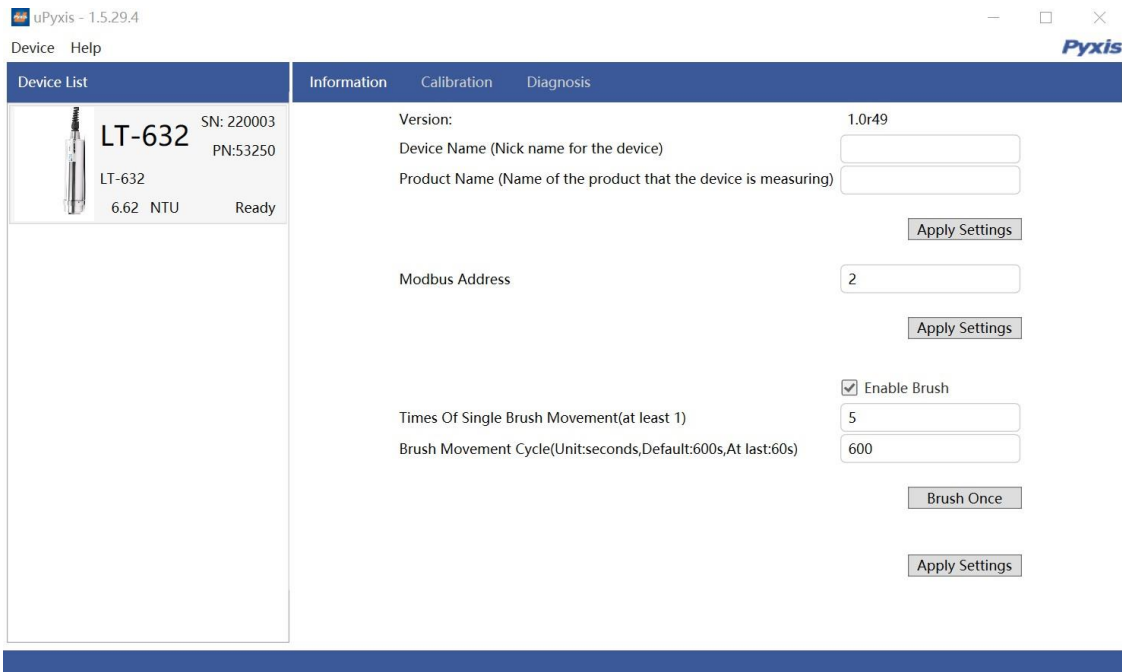 uPyxis - 1.5.29.4
Device Help
Pyxis
Device List
Information Calibration Diagnosis
LT-632
SN: 220003
PN:53250
LT-632
6.62 NTU Ready
Version: 1.0r49
Device Name (Nick name for the device)
Product Name (Name of the product that the device is measuring)
Apply Settings
Modbus Address 2
Apply Settings
Enable Brush
Times Of Single Brush Movement(at least 1) 5
Brush Movement Cycle(Unit:seconds,Default:600s,At last:60s) 600
Brush Once
Apply Settings